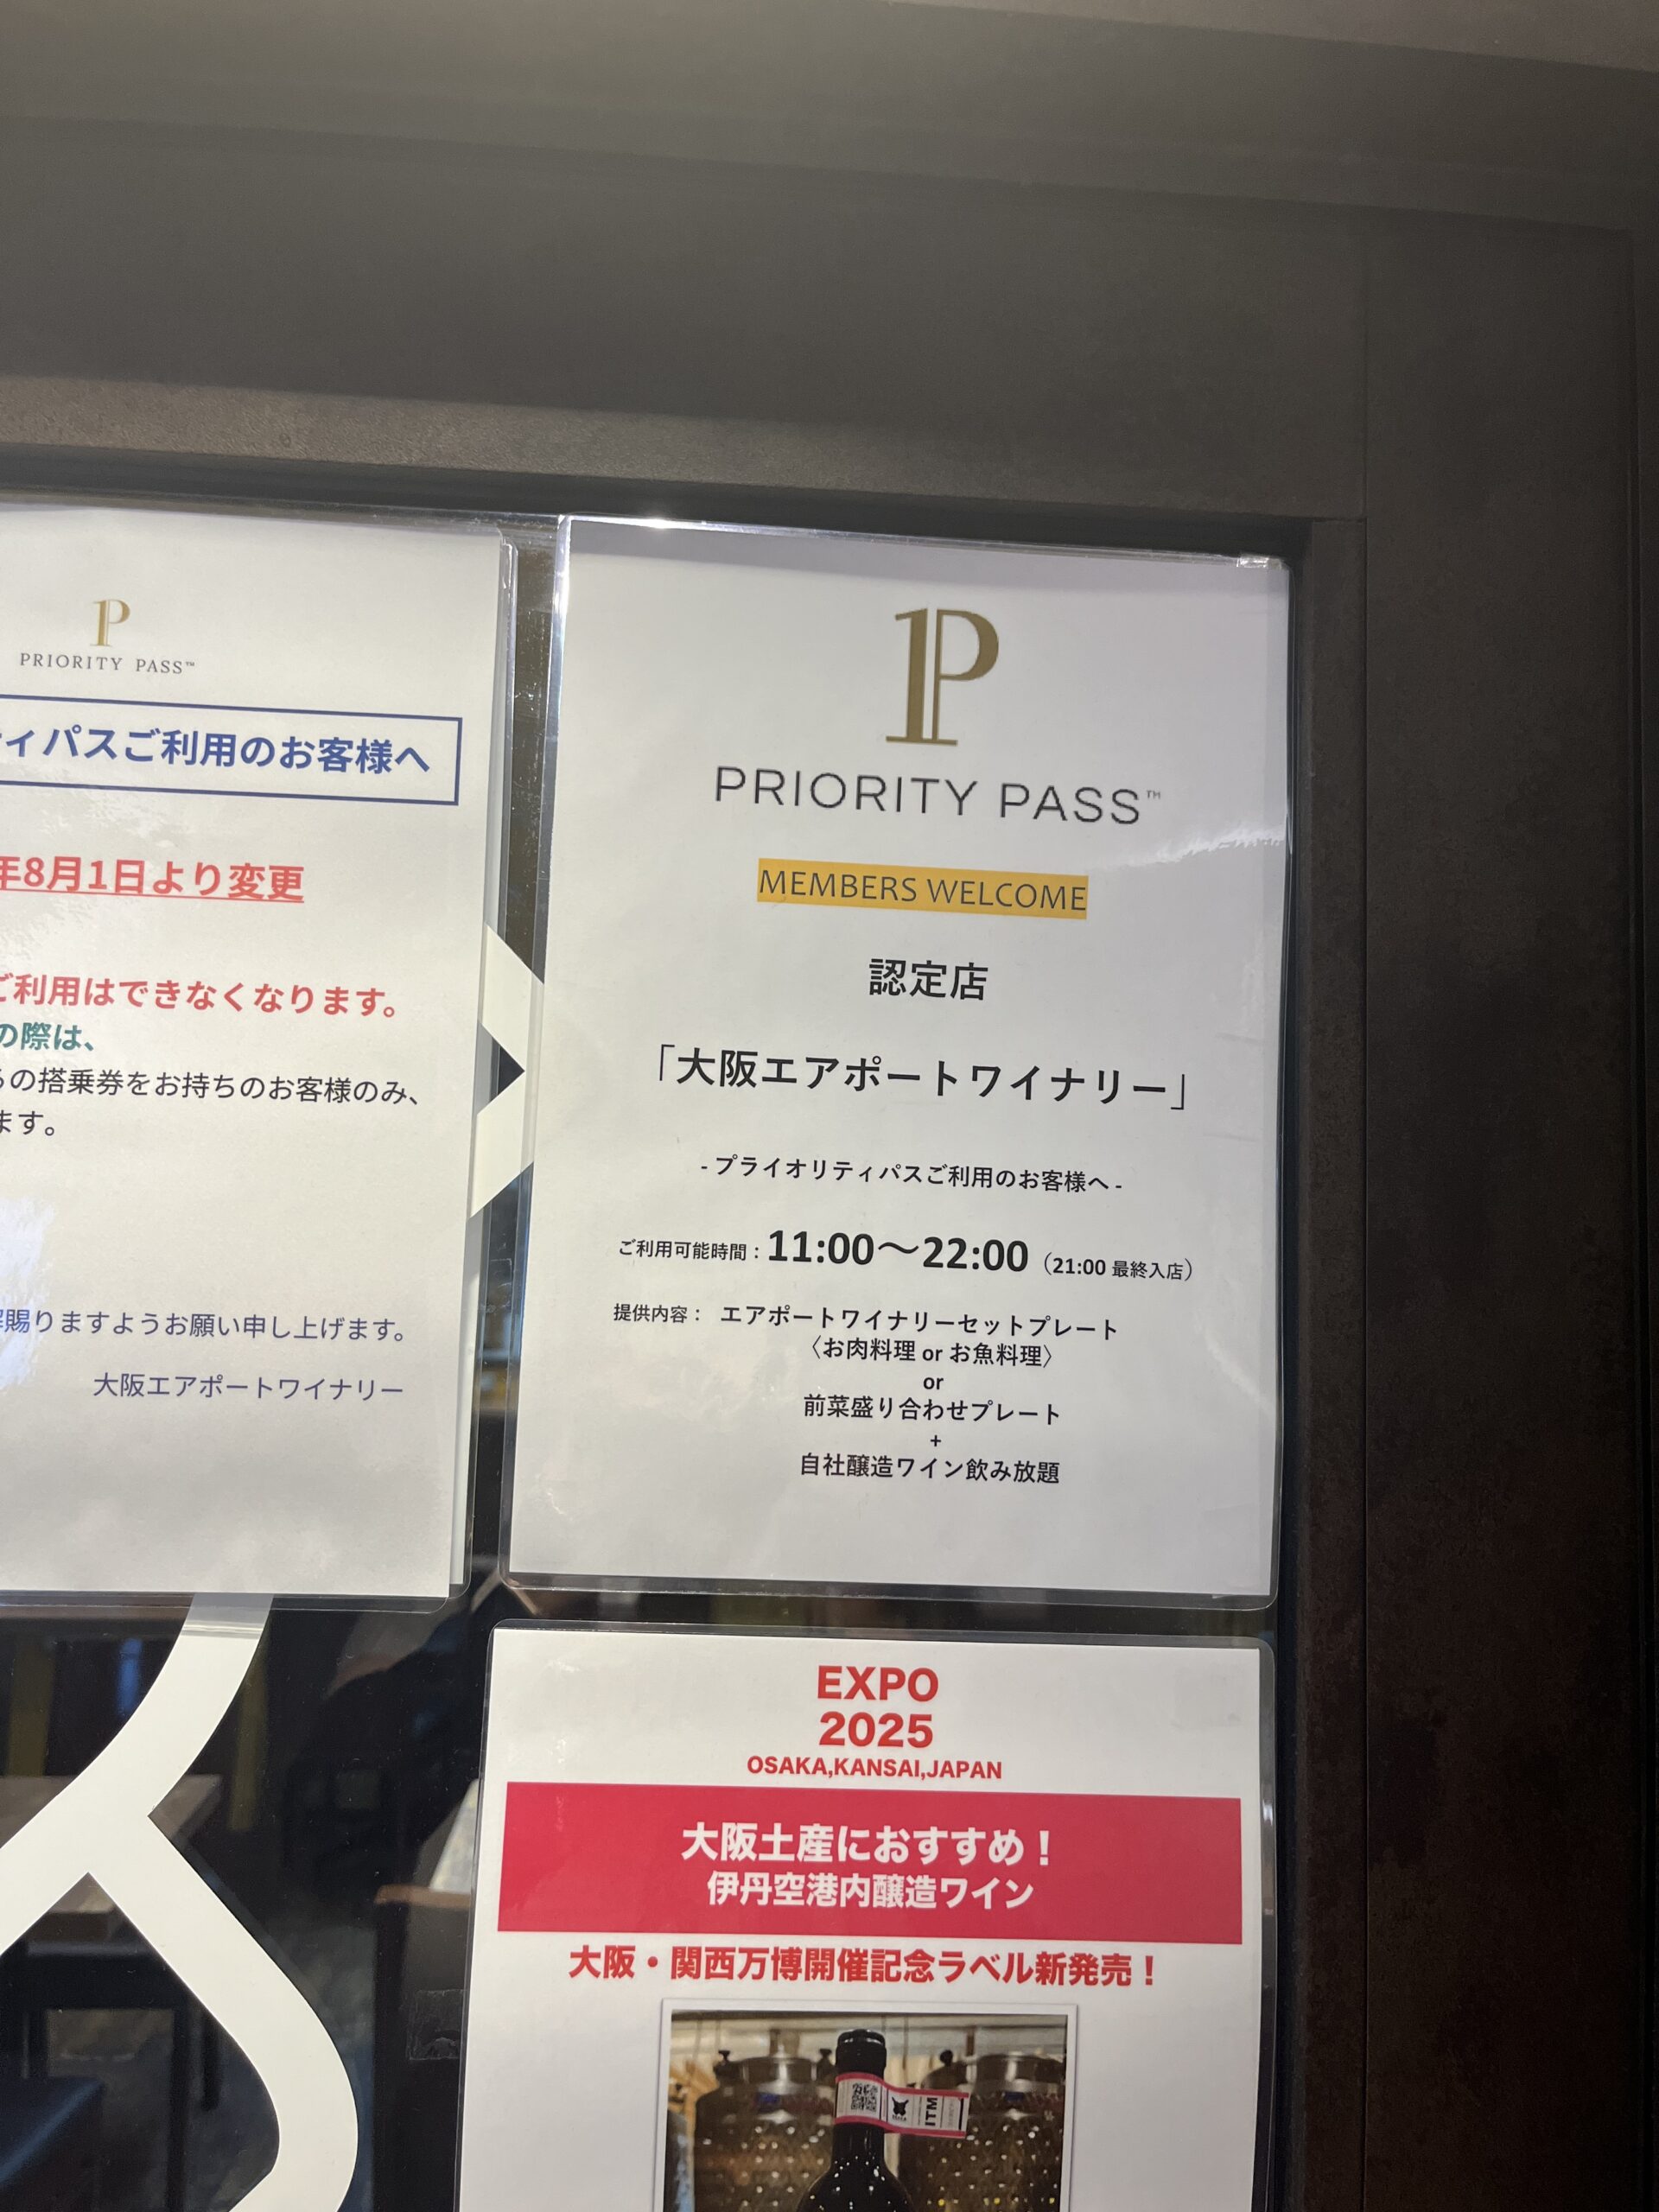 PRIORITY PASS™
ィパスご利用のお客様へ
年8月1日より変更
ご利用はできなくなります。
の際は、
の搭乗券をお持ちのお客様のみ、
ます。
賜りますようお願い申し上げます。
大阪エアポートワイナリー
PRIORITY PASS™
MEMBERS WELCOME
認定店
「大阪エアポートワイナリー」
- プライオリティパスご利用のお客様へ -
ご利用可能時間：11:00～22:00（21:00 最終入店）
提供内容： エアポートワイナリーセットプレート
〈お肉料理 or お魚料理〉
or
前菜盛り合わせプレート
+
自社醸造ワイン飲み放題
EXPO
2025
OSAKA,KANSAI,JAPAN
大阪土産におすすめ！
伊丹空港内醸造ワイン
大阪・関西万博開催記念ラベル新発売！
ITM